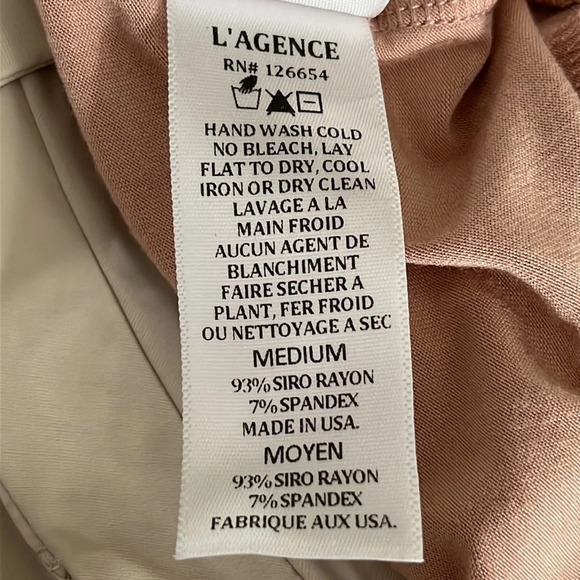 L'AGENCE
RN# 126654
HAND WASH COLD
NO BLEACH, LAY
FLAT TO DRY, COOL
IRON OR DRY CLEAN
LAVAGE A LA
MAIN FROID
AUCUN AGENT DE
BLANCHIMENT
FAIRE SECHER A
PLANT, FER FROID
OU NETTOYAGE A SEC
MEDIUM
93% SIRO RAYON
7% SPANDEX
MADE IN USA.
MOYEN
93% SIRO RAYON
7% SPANDEX
FABRIQUE AUX USA.